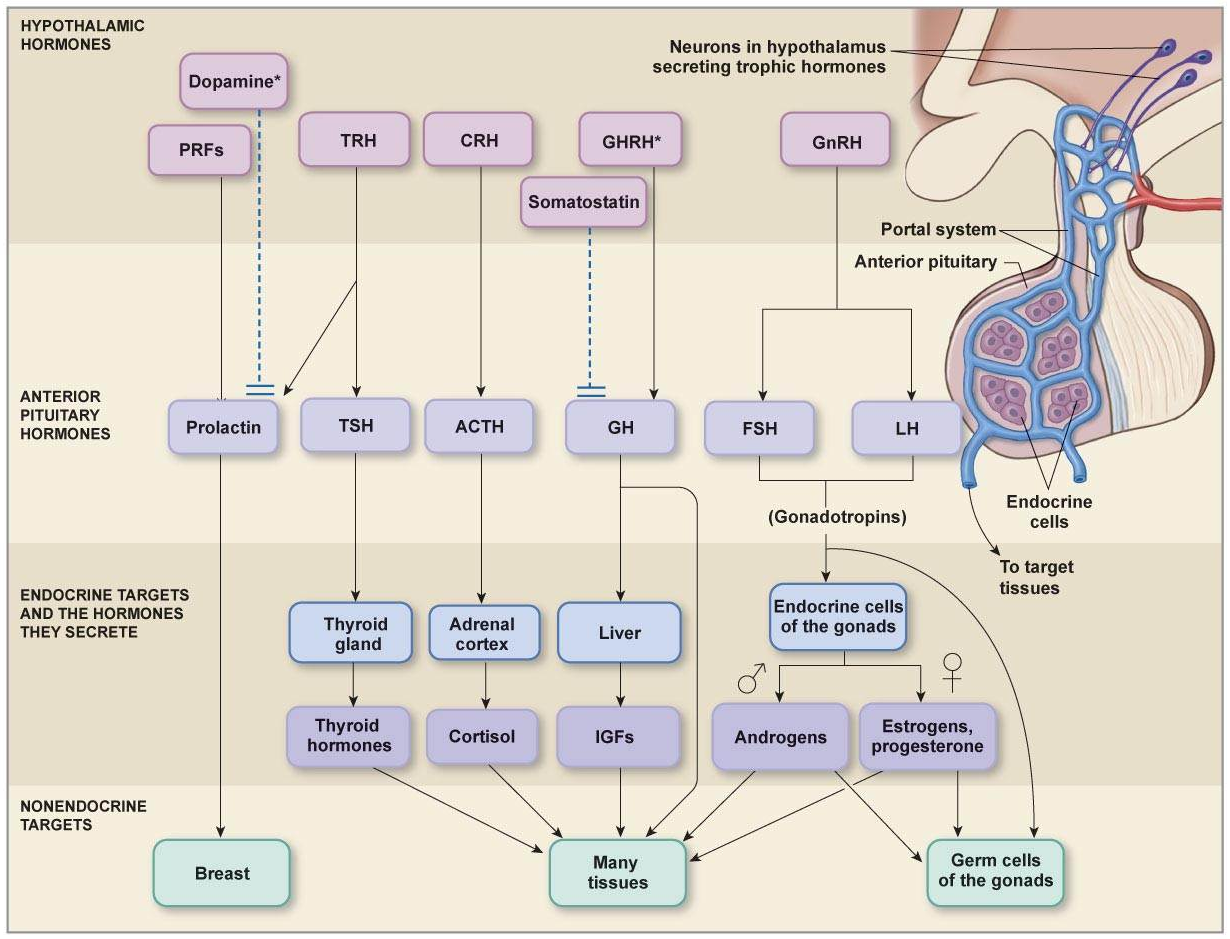 HYPOTHALAMIC
HORMONES
Dopamine*
PRFs
TRH
CRH
GHRH*
Somatostatin
GnRH
Neurons in hypothalamus
secreting trophic hormones
Portal system
Anterior pituitary
ANTERIOR
PITUITARY
HORMONES
Prolactin
TSH
ACTH
GH
FSH
LH
(Gonadotropins)
Endocrine
cells
To target
tissues
ENDOCRINE TARGETS
AND THE HORMONES
THEY SECRETE
Thyroid
gland
Adrenal
cortex
Liver
Endocrine cells
of the gonads
♂
♀
Thyroid
hormones
Cortisol
IGFs
Androgens
Estrogens,
progesterone
NONENDOCRINE
TARGETS
Breast
Many
tissues
Germ cells
of the gonads